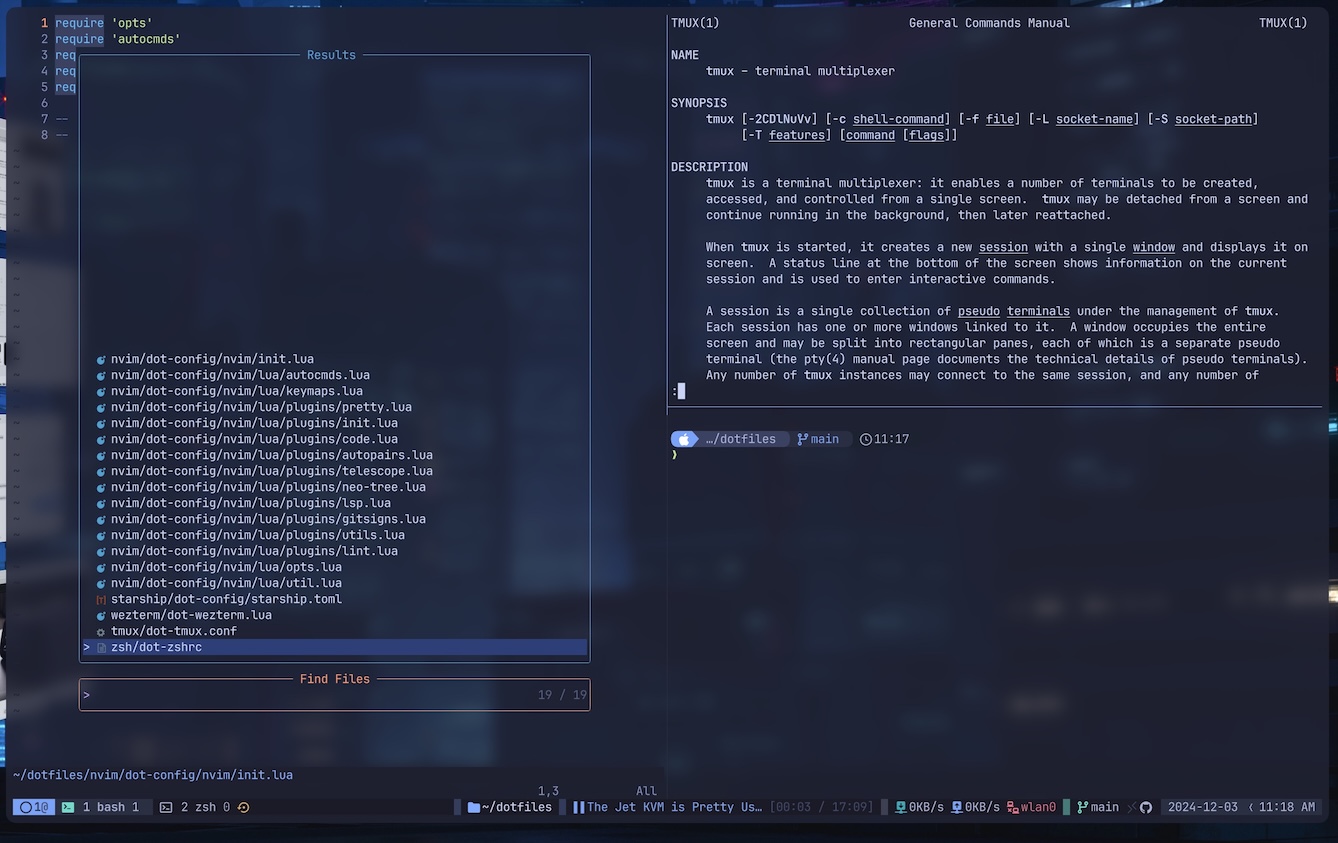 1 require 'opts'
2 require 'autocmds'
3 req
4 req
5 req
6
7 --
8 --
Results
nvim/dot-config/nvim/init.lua
nvim/dot-config/nvim/lua/autocmds.lua
nvim/dot-config/nvim/lua/keymaps.lua
nvim/dot-config/nvim/lua/plugins/pretty.lua
nvim/dot-config/nvim/lua/plugins/init.lua
nvim/dot-config/nvim/lua/plugins/code.lua
nvim/dot-config/nvim/lua/plugins/autopairs.lua
nvim/dot-config/nvim/lua/plugins/telescope.lua
nvim/dot-config/nvim/lua/plugins/neo-tree.lua
nvim/dot-config/nvim/lua/plugins/lsp.lua
nvim/dot-config/nvim/lua/plugins/gitsigns.lua
nvim/dot-config/nvim/lua/plugins/utils.lua
nvim/dot-config/nvim/lua/plugins/lint.lua
nvim/dot-config/nvim/lua/opts.lua
nvim/dot-config/nvim/lua/util.lua
starship/dot-config/starship.toml
wezterm/dot-wezterm.lua
tmux/dot-tmux.conf
> zsh/dot-zshrc
Find Files
> 19 / 19
~/dotfiles/nvim/dot-config/nvim/init.lua
1,3 All
TMUX(1) General Commands Manual TMUX(1)
NAME
tmux – terminal multiplexer
SYNOPSIS
tmux [-2CDlNuVv] [-c shell-command] [-f file] [-L socket-name] [-S socket-path]
[-T features] [command [flags]]
DESCRIPTION
tmux is a terminal multiplexer: it enables a number of terminals to be created,
accessed, and controlled from a single screen. tmux may be detached from a screen and
continue running in the background, then later reattached.
When tmux is started, it creates a new session with a single window and displays it on
screen. A status line at the bottom of the screen shows information on the current
session and is used to enter interactive commands.
A session is a single collection of pseudo terminals under the management of tmux.
Each session has one or more windows linked to it. A window occupies the entire
screen and may be split into rectangular panes, each of which is a separate pseudo
terminal (the pty(4) manual page documents the technical details of pseudo terminals).
Any number of tmux instances may connect to the same session, and any number of
:
…/dotfiles main 11:17
❯
1@ 1 bash 1 2 zsh 0 ~/dotfiles The Jet KVM is Pretty Us… [00:03 / 17:09] 0KB/s 0KB/s wlan0 main 2024-12-03 ❬ 11:18 AM